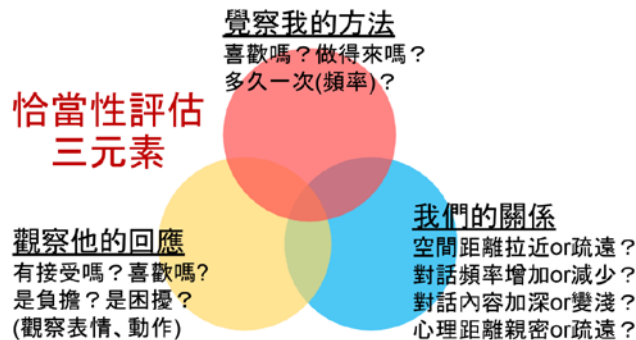 覺察我的方法
喜歡嗎？做得來嗎？
多久一次(頻率)？
恰當性評估
三元素
觀察他的回應
有接受嗎？喜歡嗎?
是負擔？是困擾？
(觀察表情、動作)
我們的關係
空間距離拉近or疏遠？
對話頻率增加or減少？
對話內容加深or變淺？
心理距離親密or疏遠？